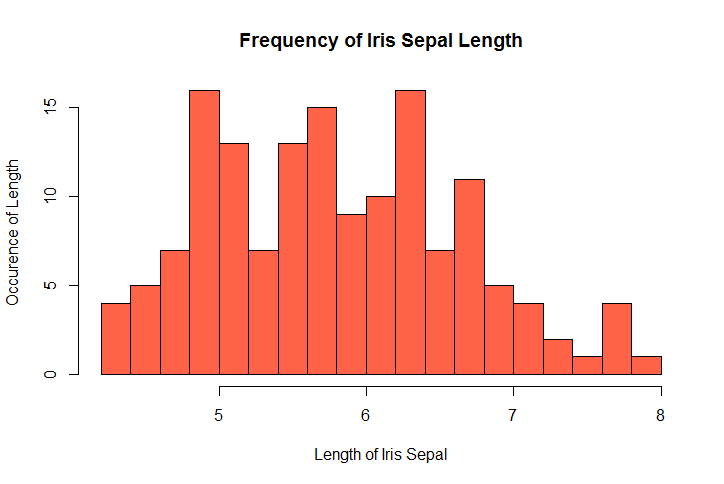 Frequency of Iris Sepal Length
Occurence of Length
15
10
5
0
5 6 7 8
Length of Iris Sepal